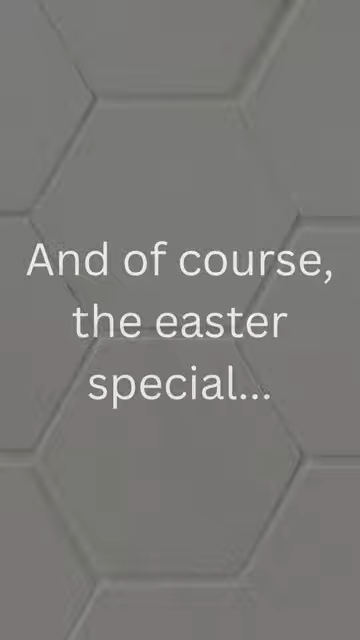 And of course,
the easter
special...